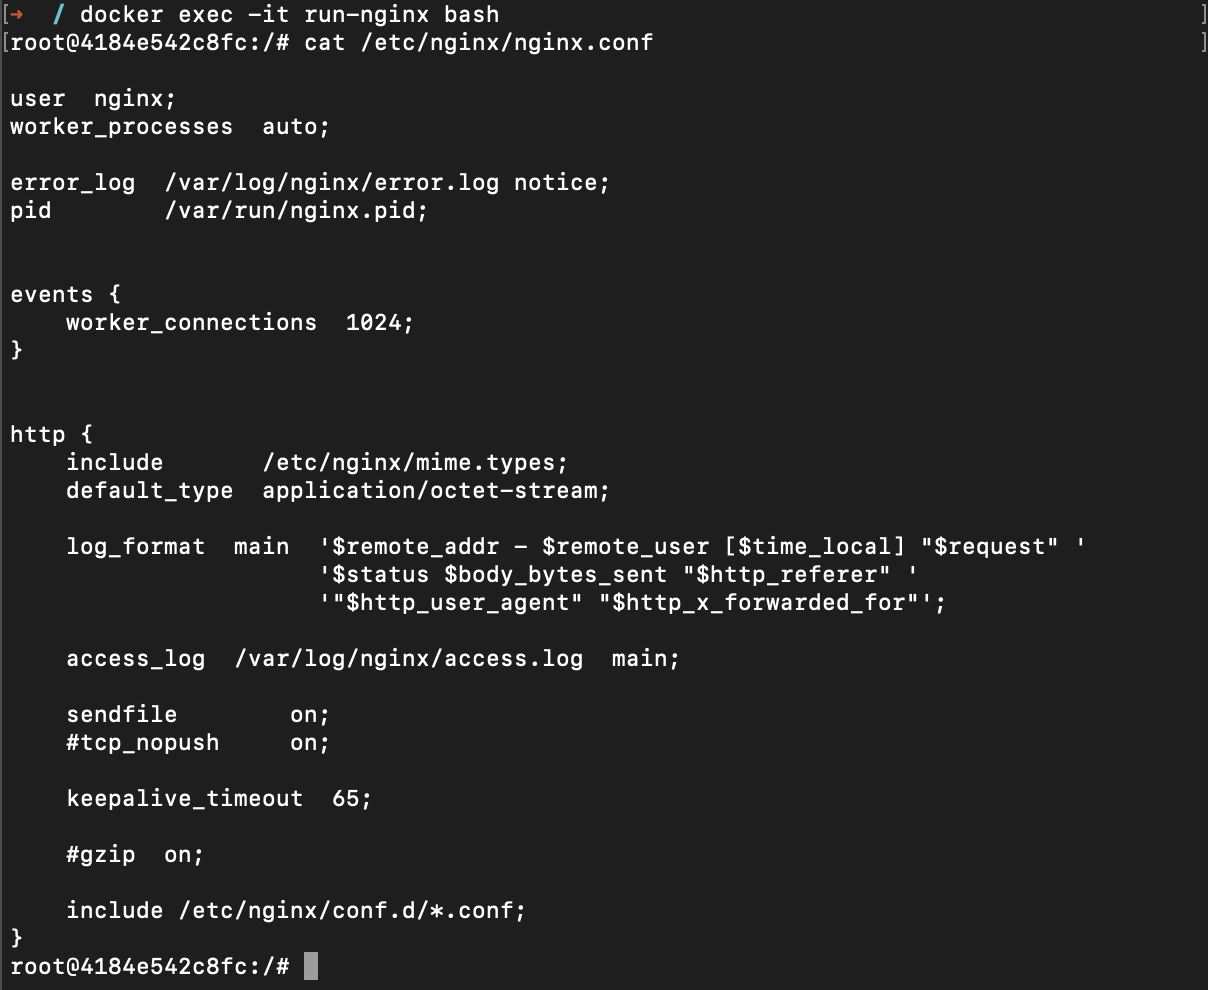 [➜  / docker exec -it run-nginx bash ]
[root@4184e542c8fc:/# cat /etc/nginx/nginx.conf ]

user  nginx;
worker_processes  auto;

error_log  /var/log/nginx/error.log notice;
pid        /var/run/nginx.pid;


events {
    worker_connections  1024;
}


http {
    include       /etc/nginx/mime.types;
    default_type  application/octet-stream;

    log_format  main  '$remote_addr - $remote_user [$time_local] "$request" '
                      '$status $body_bytes_sent "$http_referer" '
                      '"$http_user_agent" "$http_x_forwarded_for"';

    access_log  /var/log/nginx/access.log  main;

    sendfile        on;
    #tcp_nopush     on;

    keepalive_timeout  65;

    #gzip  on;

    include /etc/nginx/conf.d/*.conf;
}
root@4184e542c8fc:/#